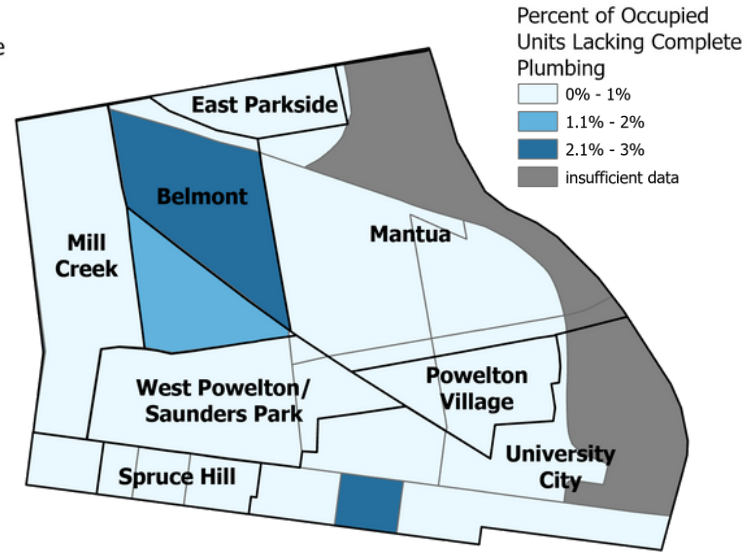 e
Percent of Occupied
Units Lacking Complete
Plumbing
0% - 1%
1.1% - 2%
2.1% - 3%
insufficient data
East Parkside
Belmont
Mantua
Mill
Creek
West Powelton/
Saunders Park
Powelton
Village
University
City
Spruce Hill